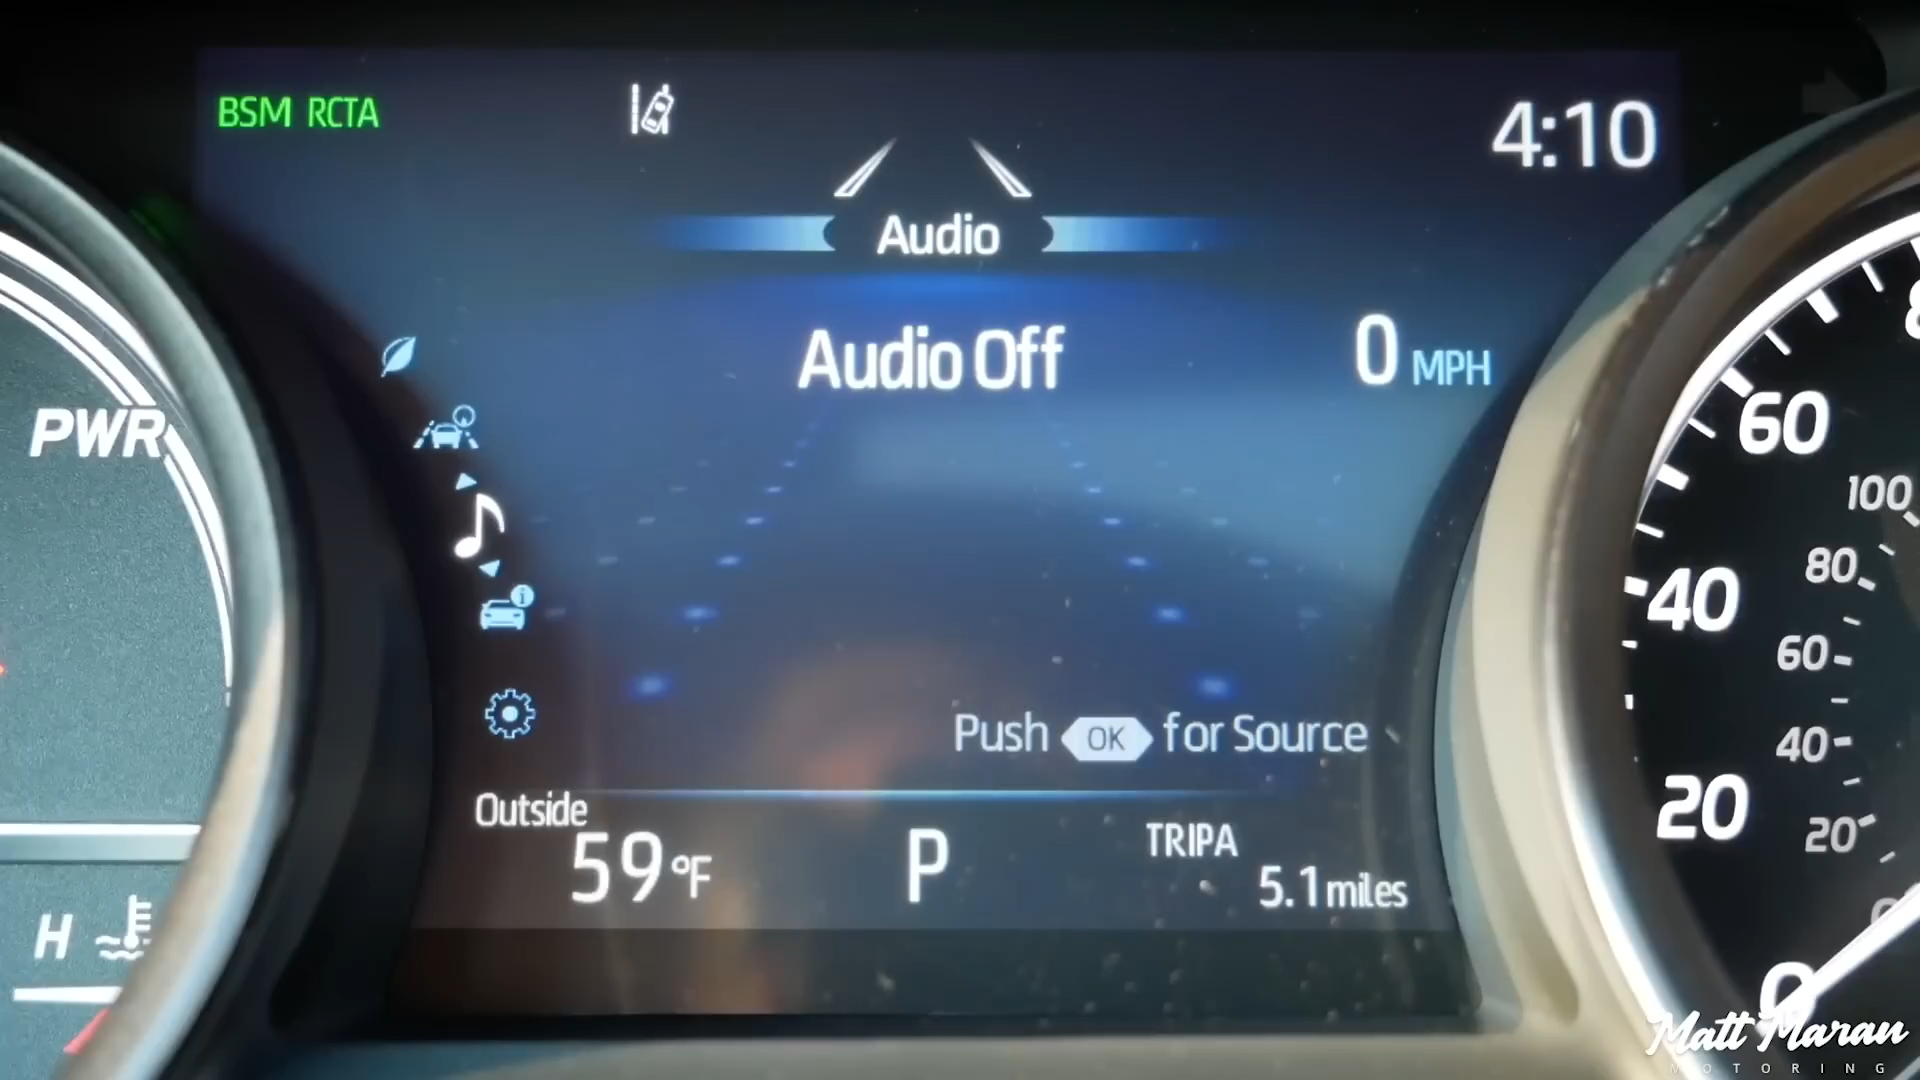 BSM RCTA
4:10
Audio
Audio Off
0 MPH
PWR
60
100
40
80
60
Push OK for Source
40
20
20
Outside
59°F
P
TRIPA
5.1 miles
H
0
Matt Maran
MOTORING